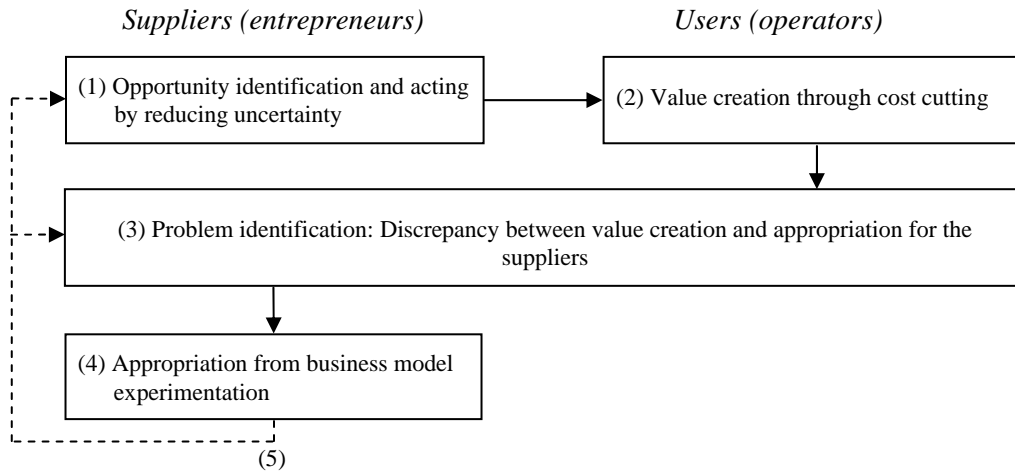 Suppliers (entrepreneurs)
Users (operators)
(1) Opportunity identification and acting
by reducing uncertainty
(2) Value creation through cost cutting
(3) Problem identification: Discrepancy between value creation and appropriation for the
suppliers
(4) Appropriation from business model
experimentation
(5)